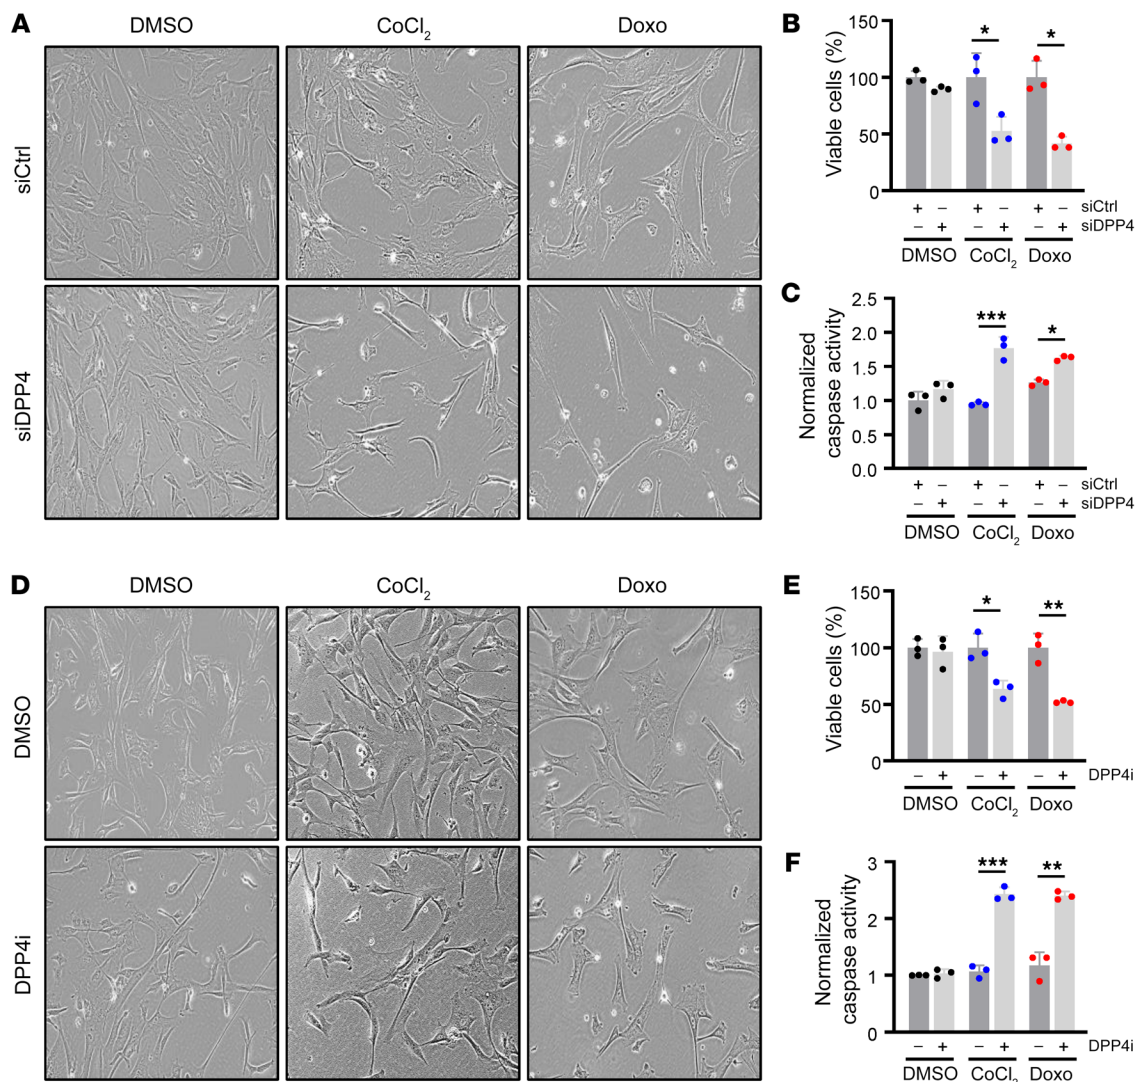 A
DMSO
CoCl2
Doxo
siCtrl
siDPP4
B
Viable cells (%)
150
100
50
0
*
*
+ – + – + – siCtrl
– + – + – + siDPP4
DMSO CoCl2 Doxo
C
Normalized
caspase activity
2.5
2.0
1.5
1.0
0.5
0.0
***
*
+ – + – + – siCtrl
– + – + – + siDPP4
DMSO CoCl2 Doxo
D
DMSO
CoCl2
Doxo
DMSO
DPP4i
E
Viable cells (%)
150
100
50
0
*
**
– + – + – + DPP4i
DMSO CoCl2 Doxo
F
Normalized
caspase activity
3
2
1
0
***
**
– + – + – + DPP4i
DMSO CoCl2 Doxo